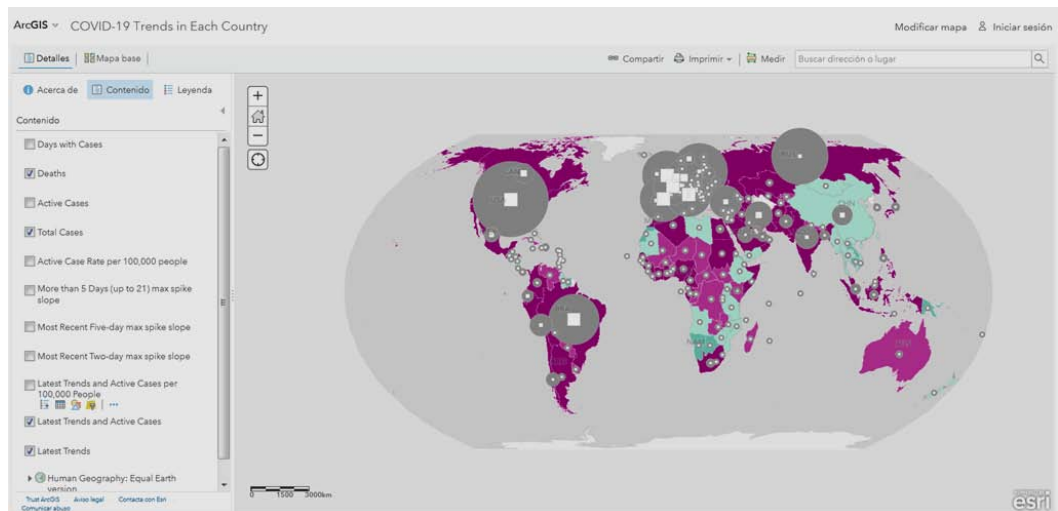 ArcGIS COVID-19 Trends in Each Country
Modificar mapa Iniciar sesión
Detalles Mapa base
Compartir Imprimir Medir Buscar dirección o lugar
Acerca de Contenido Leyenda
Contenido
Days with Cases
Deaths
Active Cases
Total Cases
Active Case Rate per 100,000 people
More than 5 Days (up to 21) max spike
slope
Most Recent Five-day max spike slope
Most Recent Two-day max spike slope
Latest Trends and Active Cases per
100,000 People
Latest Trends and Active Cases
Latest Trends
Human Geography: Equal Earth
version
Trust ArcGIS Aviso legal Contacte con Esri
Comunicar abuso
0 1500 3000km
esri